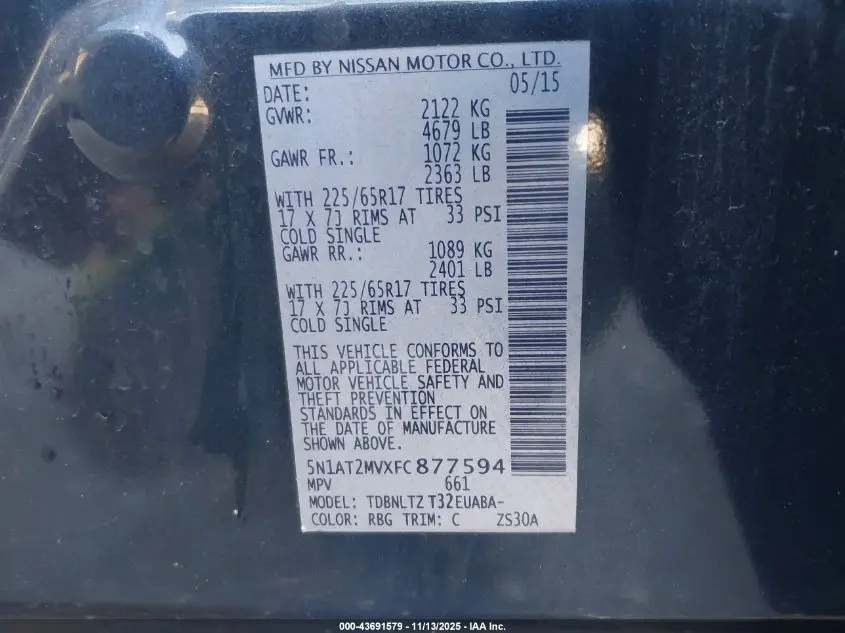 MFD BY NISSAN MOTOR CO., LTD.
DATE: 05/15
GVWR: 2122 KG
4679 LB
GAWR FR.: 1072 KG
2363 LB
WITH 225/65R17 TIRES
17 X 7J RIMS AT 33 PSI
COLD SINGLE
GAWR RR.: 1089 KG
2401 LB
WITH 225/65R17 TIRES
17 X 7J RIMS AT 33 PSI
COLD SINGLE
THIS VEHICLE CONFORMS TO
ALL APPLICABLE FEDERAL
MOTOR VEHICLE SAFETY AND
THEFT PREVENTION
STANDARDS IN EFFECT ON
THE DATE OF MANUFACTURE
SHOWN ABOVE.
5N1AT2MVXFC877594
MPV 661
MODEL: TDBNLTZ T32EUABA-
COLOR: RBG TRIM: C ZS30A
000-43691579 - 11/13/2025 - IAA Inc.